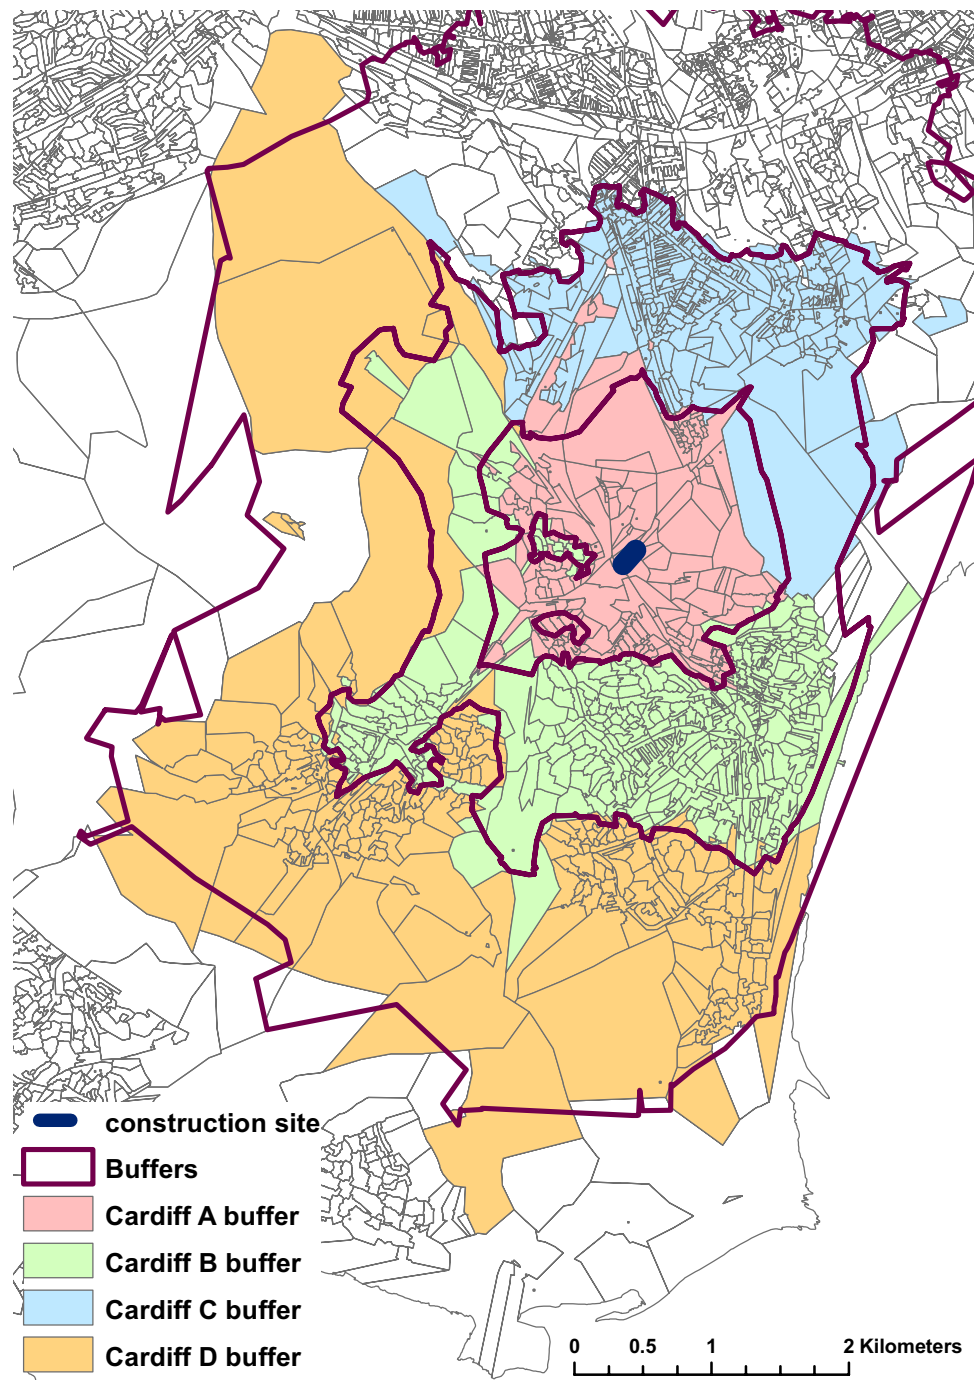 construction site
Buffers
Cardiff A buffer
Cardiff B buffer
Cardiff C buffer
Cardiff D buffer
0 0.5 1 2 Kilometers